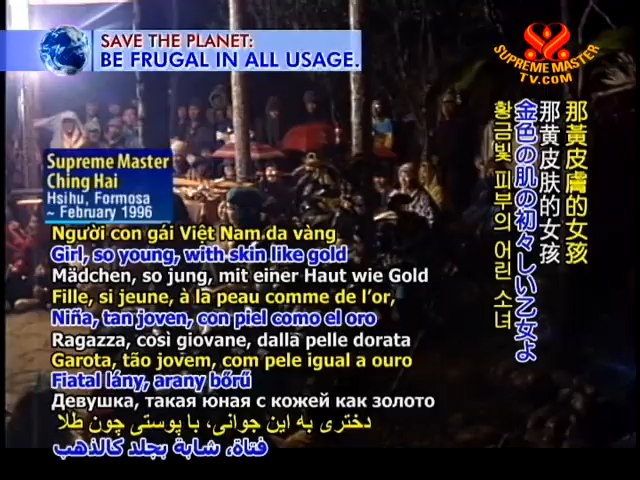 SAVE THE PLANET:
BE FRUGAL IN ALL USAGE.
SUPREME MASTER
TV.COM
Supreme Master
Ching Hai
Hsihu, Formosa
~ February 1996
Người con gái Việt Nam da vàng
Girl, so young, with skin like gold
Mädchen, so jung, mit einer Haut wie Gold
Fille, si jeune, à la peau comme de l'or,
Niña, tan joven, con piel como el oro
Ragazza, così giovane, dalla pelle dorata
Garota, tão jovem, com pele igual a ouro
Fiatal lány, arany bőrű
Девушка, такая юная с кожей как золото
دختری به این جوانی، با پوستی چون طلا
فتاة، شابة بجلد كالذهب
那黃皮膚的女孩
那黄皮肤的女孩
金色の肌の初々しい乙女よ
황금빛 피부의 어린 소녀